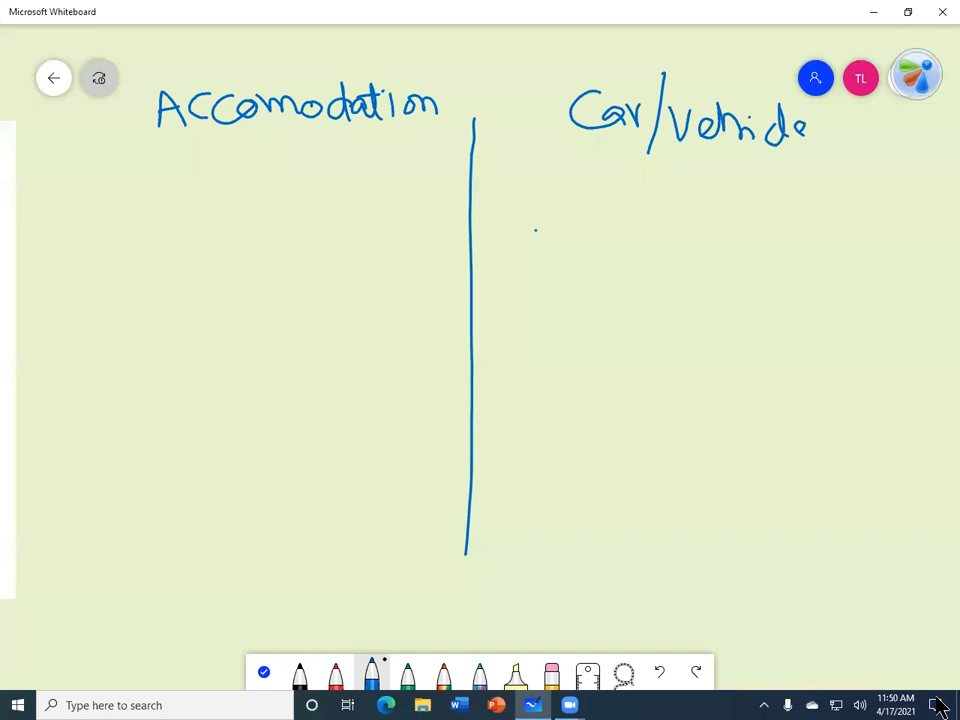 Microsoft Whiteboard
TL
Accomodation
Car/vehicle
W
P
Type here to search
11:50 AM
4/17/2021